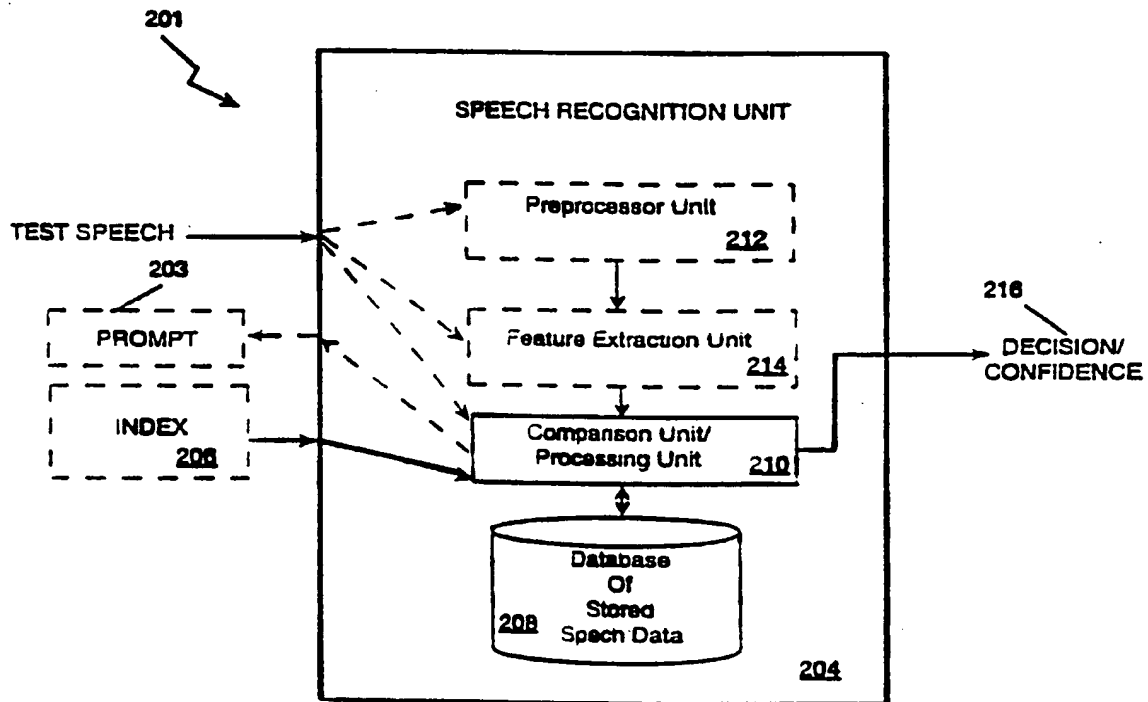 201
SPEECH RECOGNITION UNIT
Preprocessor Unit
212
TEST SPEECH
203
PROMPT
Feature Extraction Unit
214
216
DECISION/
CONFIDENCE
INDEX
206
Comparison Unit/
Processing Unit
210
Database
Of
Stored
Spech Data
208
204